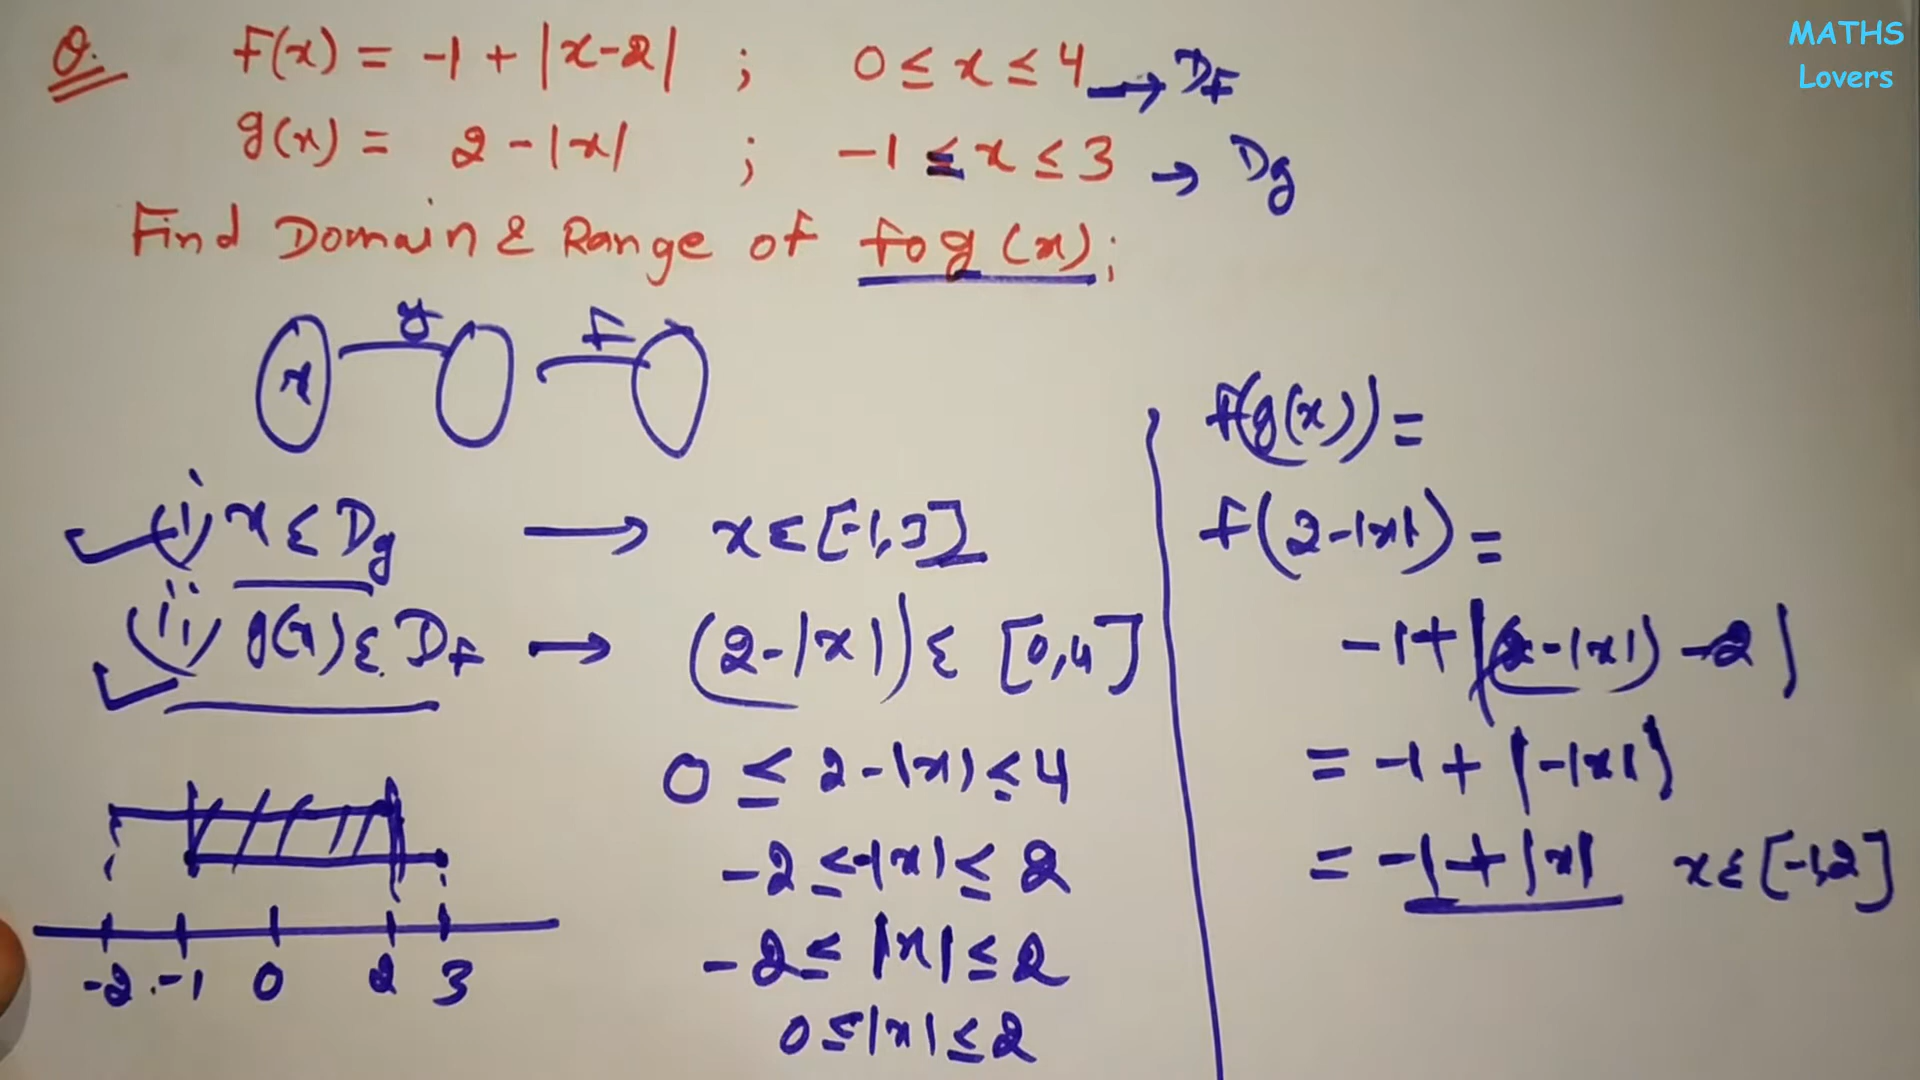 MATHS
Lovers
Q. F(x) = -1 + |x-2| ; 0 ≤ x ≤ 4 → DF
g(x) = 2 - |x| ; -1 ≤ x ≤ 3 → Dg
Find Domain & Range of fog(x);
x g F
(i) x ∈ Dg → x ∈ [-1,3]
(ii) g(x) ∈ DF → (2-|x|) ∈ [0,4]
0 ≤ 2-|x| ≤ 4
-2 ≤ -|x| ≤ 2
-2 ≤ |x| ≤ 2
0 ≤ |x| ≤ 2
-2 -1 0 2 3
f(g(x)) =
f(2-|x|) =
-1 + |(2-|x|) - 2|
= -1 + |-|x||
= -1 + |x| x ∈ [-1,2]